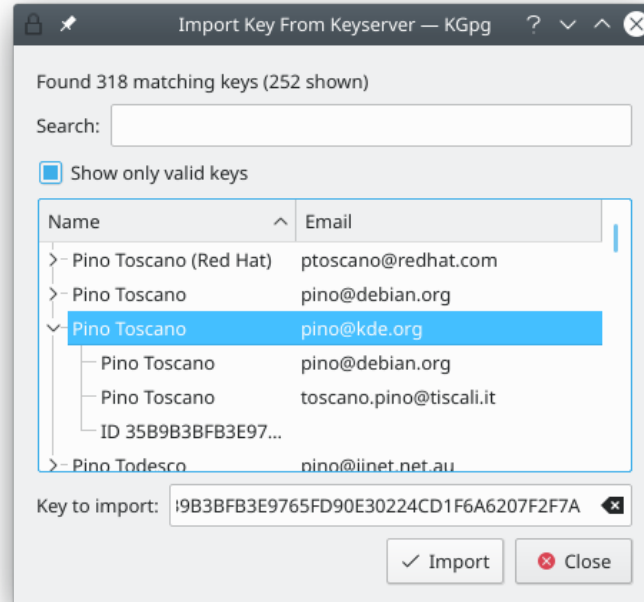 Import Key From Keyserver — KGpg
Found 318 matching keys (252 shown)
Search:
Show only valid keys
Name Email
Pino Toscano (Red Hat) ptoscano@redhat.com
Pino Toscano pino@debian.org
Pino Toscano pino@kde.org
Pino Toscano pino@debian.org
Pino Toscano toscano.pino@tiscali.it
ID 35B9B3BFB3E97...
Pino Todesco pino@iinet.net.au
Key to import: 9B3BFB3E9765FD90E30224CD1F6A6207F2F7A
Import Close